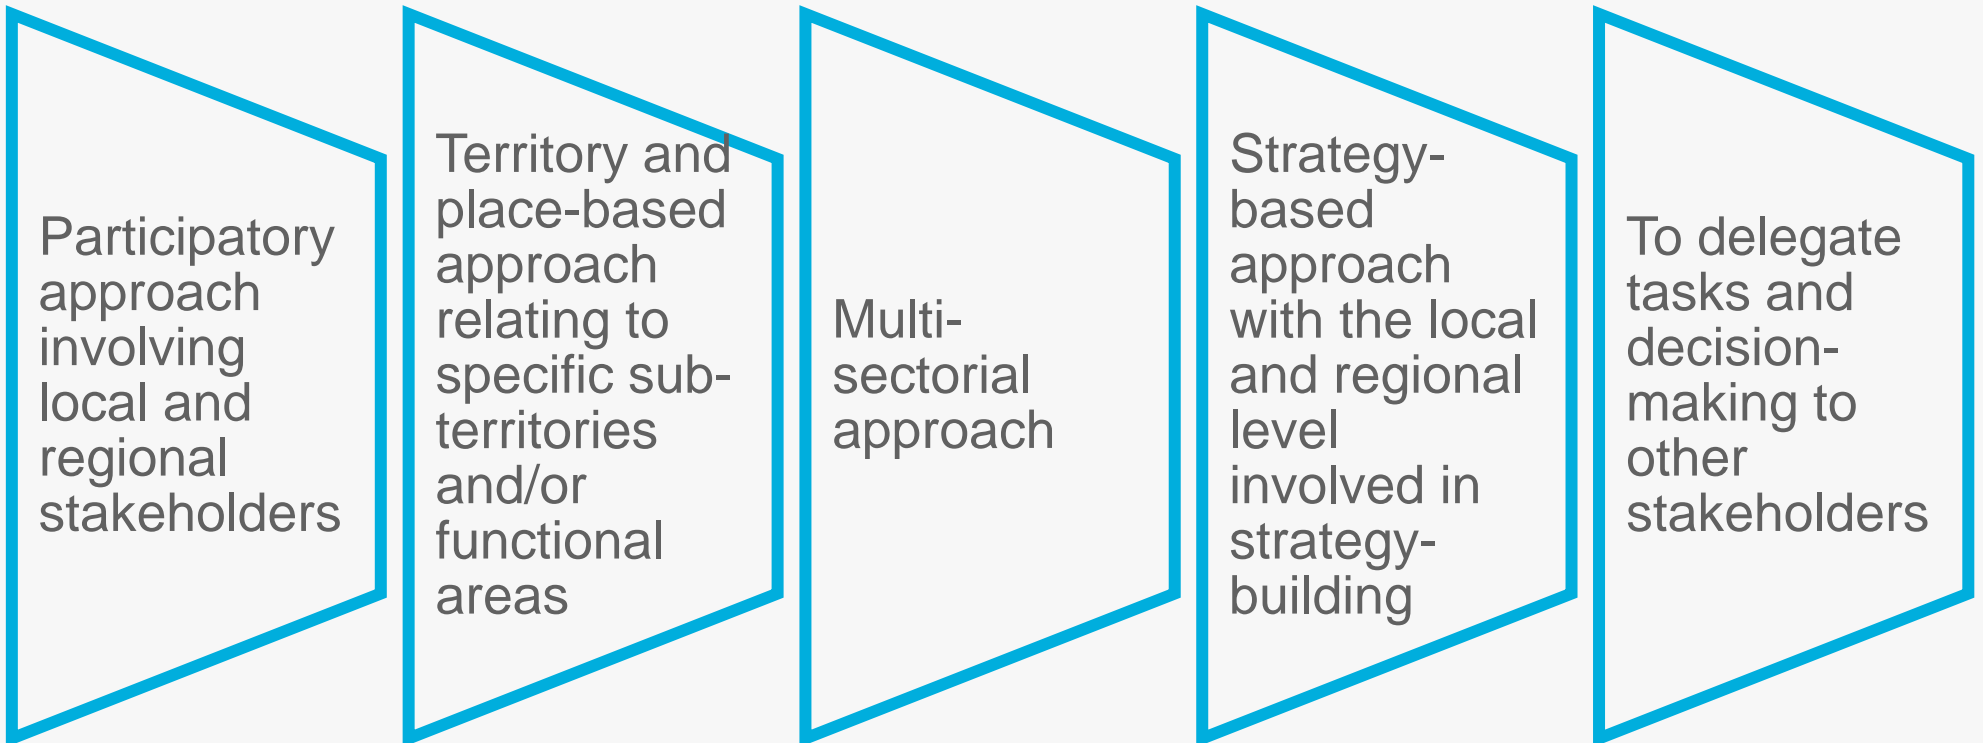 Participatory
approach
involving
local and
regional
stakeholders
Territory and
place-based
approach
relating to
specific sub-
territories
and/or
functional
areas
Multi-
sectorial
approach
Strategy-
based
approach
with the local
and regional
level
involved in
strategy-
building
To delegate
tasks and
decision-
making to
other
stakeholders